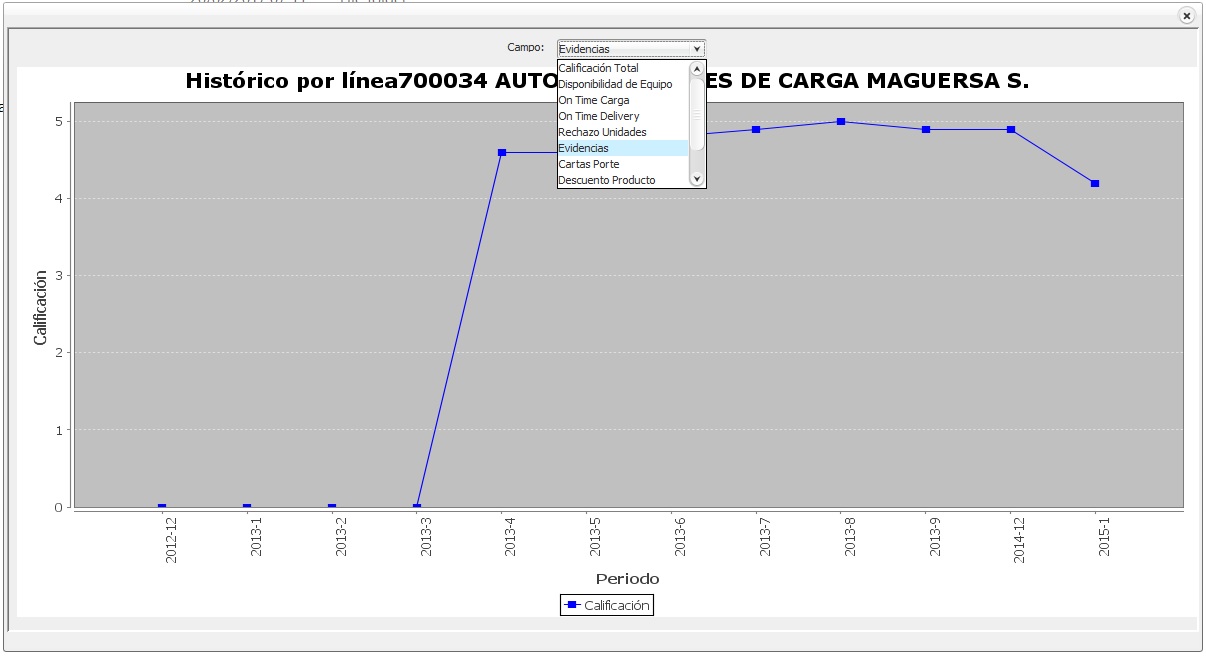 Campo: Evidencias
Calificación Total
Disponibilidad de Equipo
On Time Carga
On Time Delivery
Rechazo Unidades
Evidencias
Cartas Porte
Descuento Producto
Histórico por línea700034 AUTO ES DE CARGA MAGUERSA S.
Calificación
5
4
3
2
1
0
2012-12
2013-1
2013-2
2013-3
2013-4
2013-5
2013-6
2013-7
2013-8
2013-9
2014-12
2015-1
Periodo
Calificación